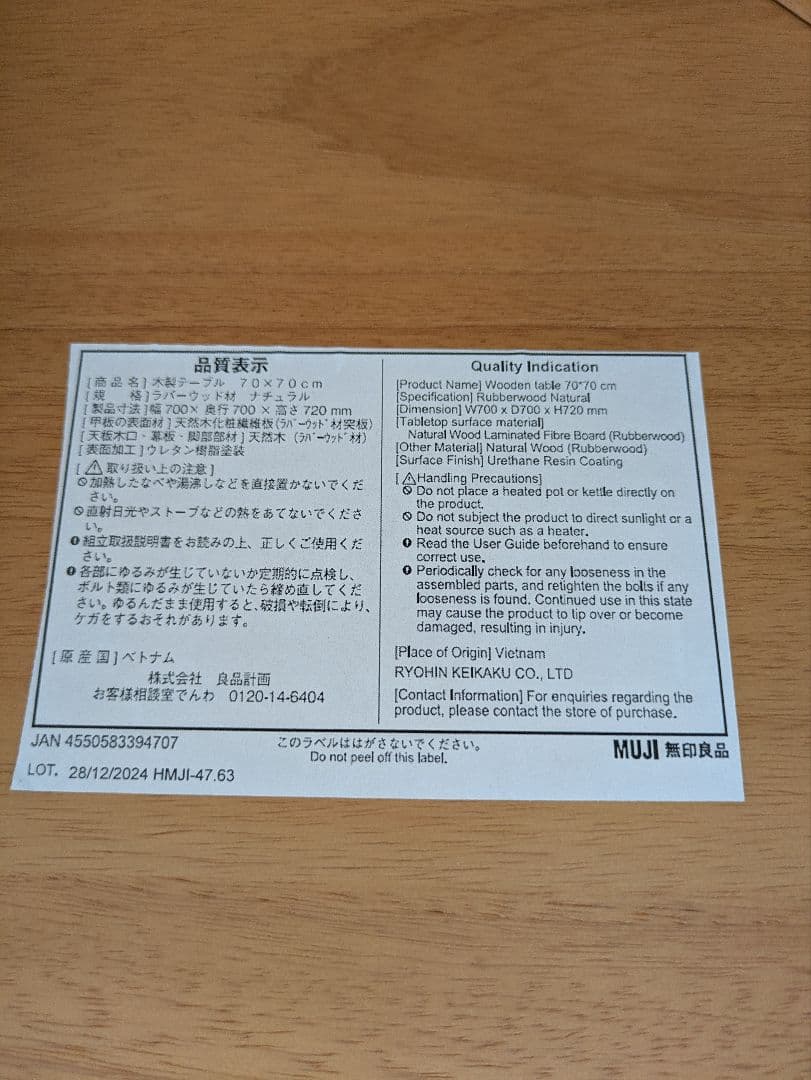 品質表示
[商 品 名]木製テーブル 70×70cm
[規   格]ラバーウッド材 ナチュラル
[製品寸法]幅 700× 奥行 700 × 高さ 720 mm
[甲板の表面材]天然木化粧繊維板(ﾗﾊﾞｰｳｯﾄﾞ材突板)
[天板木口・幕板・脚部部材]天然木 (ﾗﾊﾞｰｳｯﾄﾞ材)
[表面加工]ウレタン樹脂塗装
[⚠取り扱い上の注意]
🛇加熱したなべや湯沸しなどを直接置かないでくだ
さい。
🛇直射日光やストーブなどの熱をあてないでくださ
い。
❶組立取扱説明書をお読みの上、正しくご使用くだ
さい。
❶各部にゆるみが生じていないか定期的に点検し、
ボルト類にゆるみが生じていたら締め直してくだ
さい。ゆるんだまま使用すると、破損や転倒により、
ケガをするおそれがあります。
[原 産 国]ベトナム
株式会社 良品計画
お客様相談室でんわ 0120-14-6404
Quality Indication
[Product Name] Wooden table 70*70 cm
[Specification] Rubberwood Natural
[Dimension] W700 x D700 x H720 mm
[Tabletop surface material]
Natural Wood Laminated Fibre Board (Rubberwood)
[Other Material] Natural Wood (Rubberwood)
[Surface Finish] Urethane Resin Coating
[⚠Handling Precautions]
🛇 Do not place a heated pot or kettle directly on
the product.
🛇 Do not subject the product to direct sunlight or a
heat source such as a heater.
❶ Read the User Guide beforehand to ensure
correct use.
❶ Periodically check for any looseness in the
assembled parts, and retighten the bolts if any
looseness is found. Continued use in this state
may cause the product to tip over or become
damaged, resulting in injury.
[Place of Origin] Vietnam
RYOHIN KEIKAKU CO., LTD
[Contact Information] For enquiries regarding the
product, please contact the store of purchase.
JAN 4550583394707
LOT. 28/12/2024 HMJI-47.63
このラベルははがさないでください。
Do not peel off this label.
MUJI 無印良品